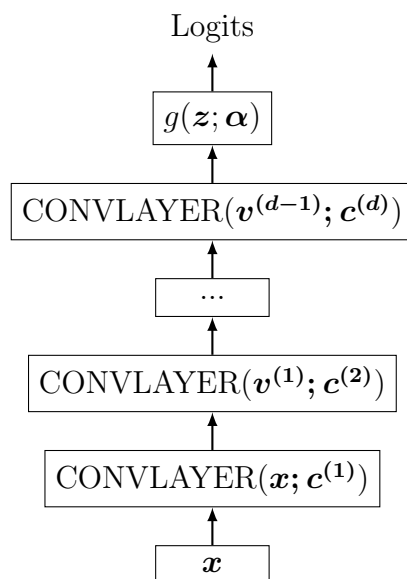 Logits
g(z; α)
CONVLAYER(v^(d−1); c^(d))
...
CONVLAYER(v^(1); c^(2))
CONVLAYER(x; c^(1))
x